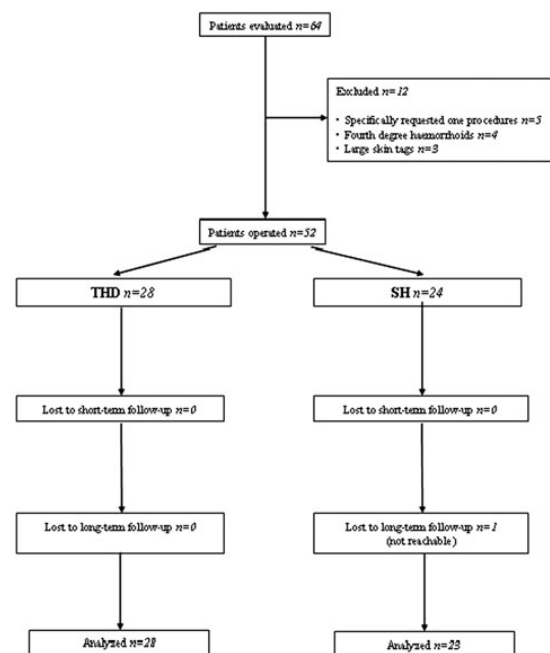 Patients evaluated n=64
Excluded n=12
• Specifically requested one procedures n=5
• Fourth degree haemorrhoids n=4
• Large skin tags n=3
Patients operated n=52
THD n=28
SH n=24
Lost to short-term follow-up n=0
Lost to short-term follow-up n=0
Lost to long-term follow-up n=0
Lost to long-term follow-up n=1
(not reachable)
Analyzed n=28
Analyzed n=23